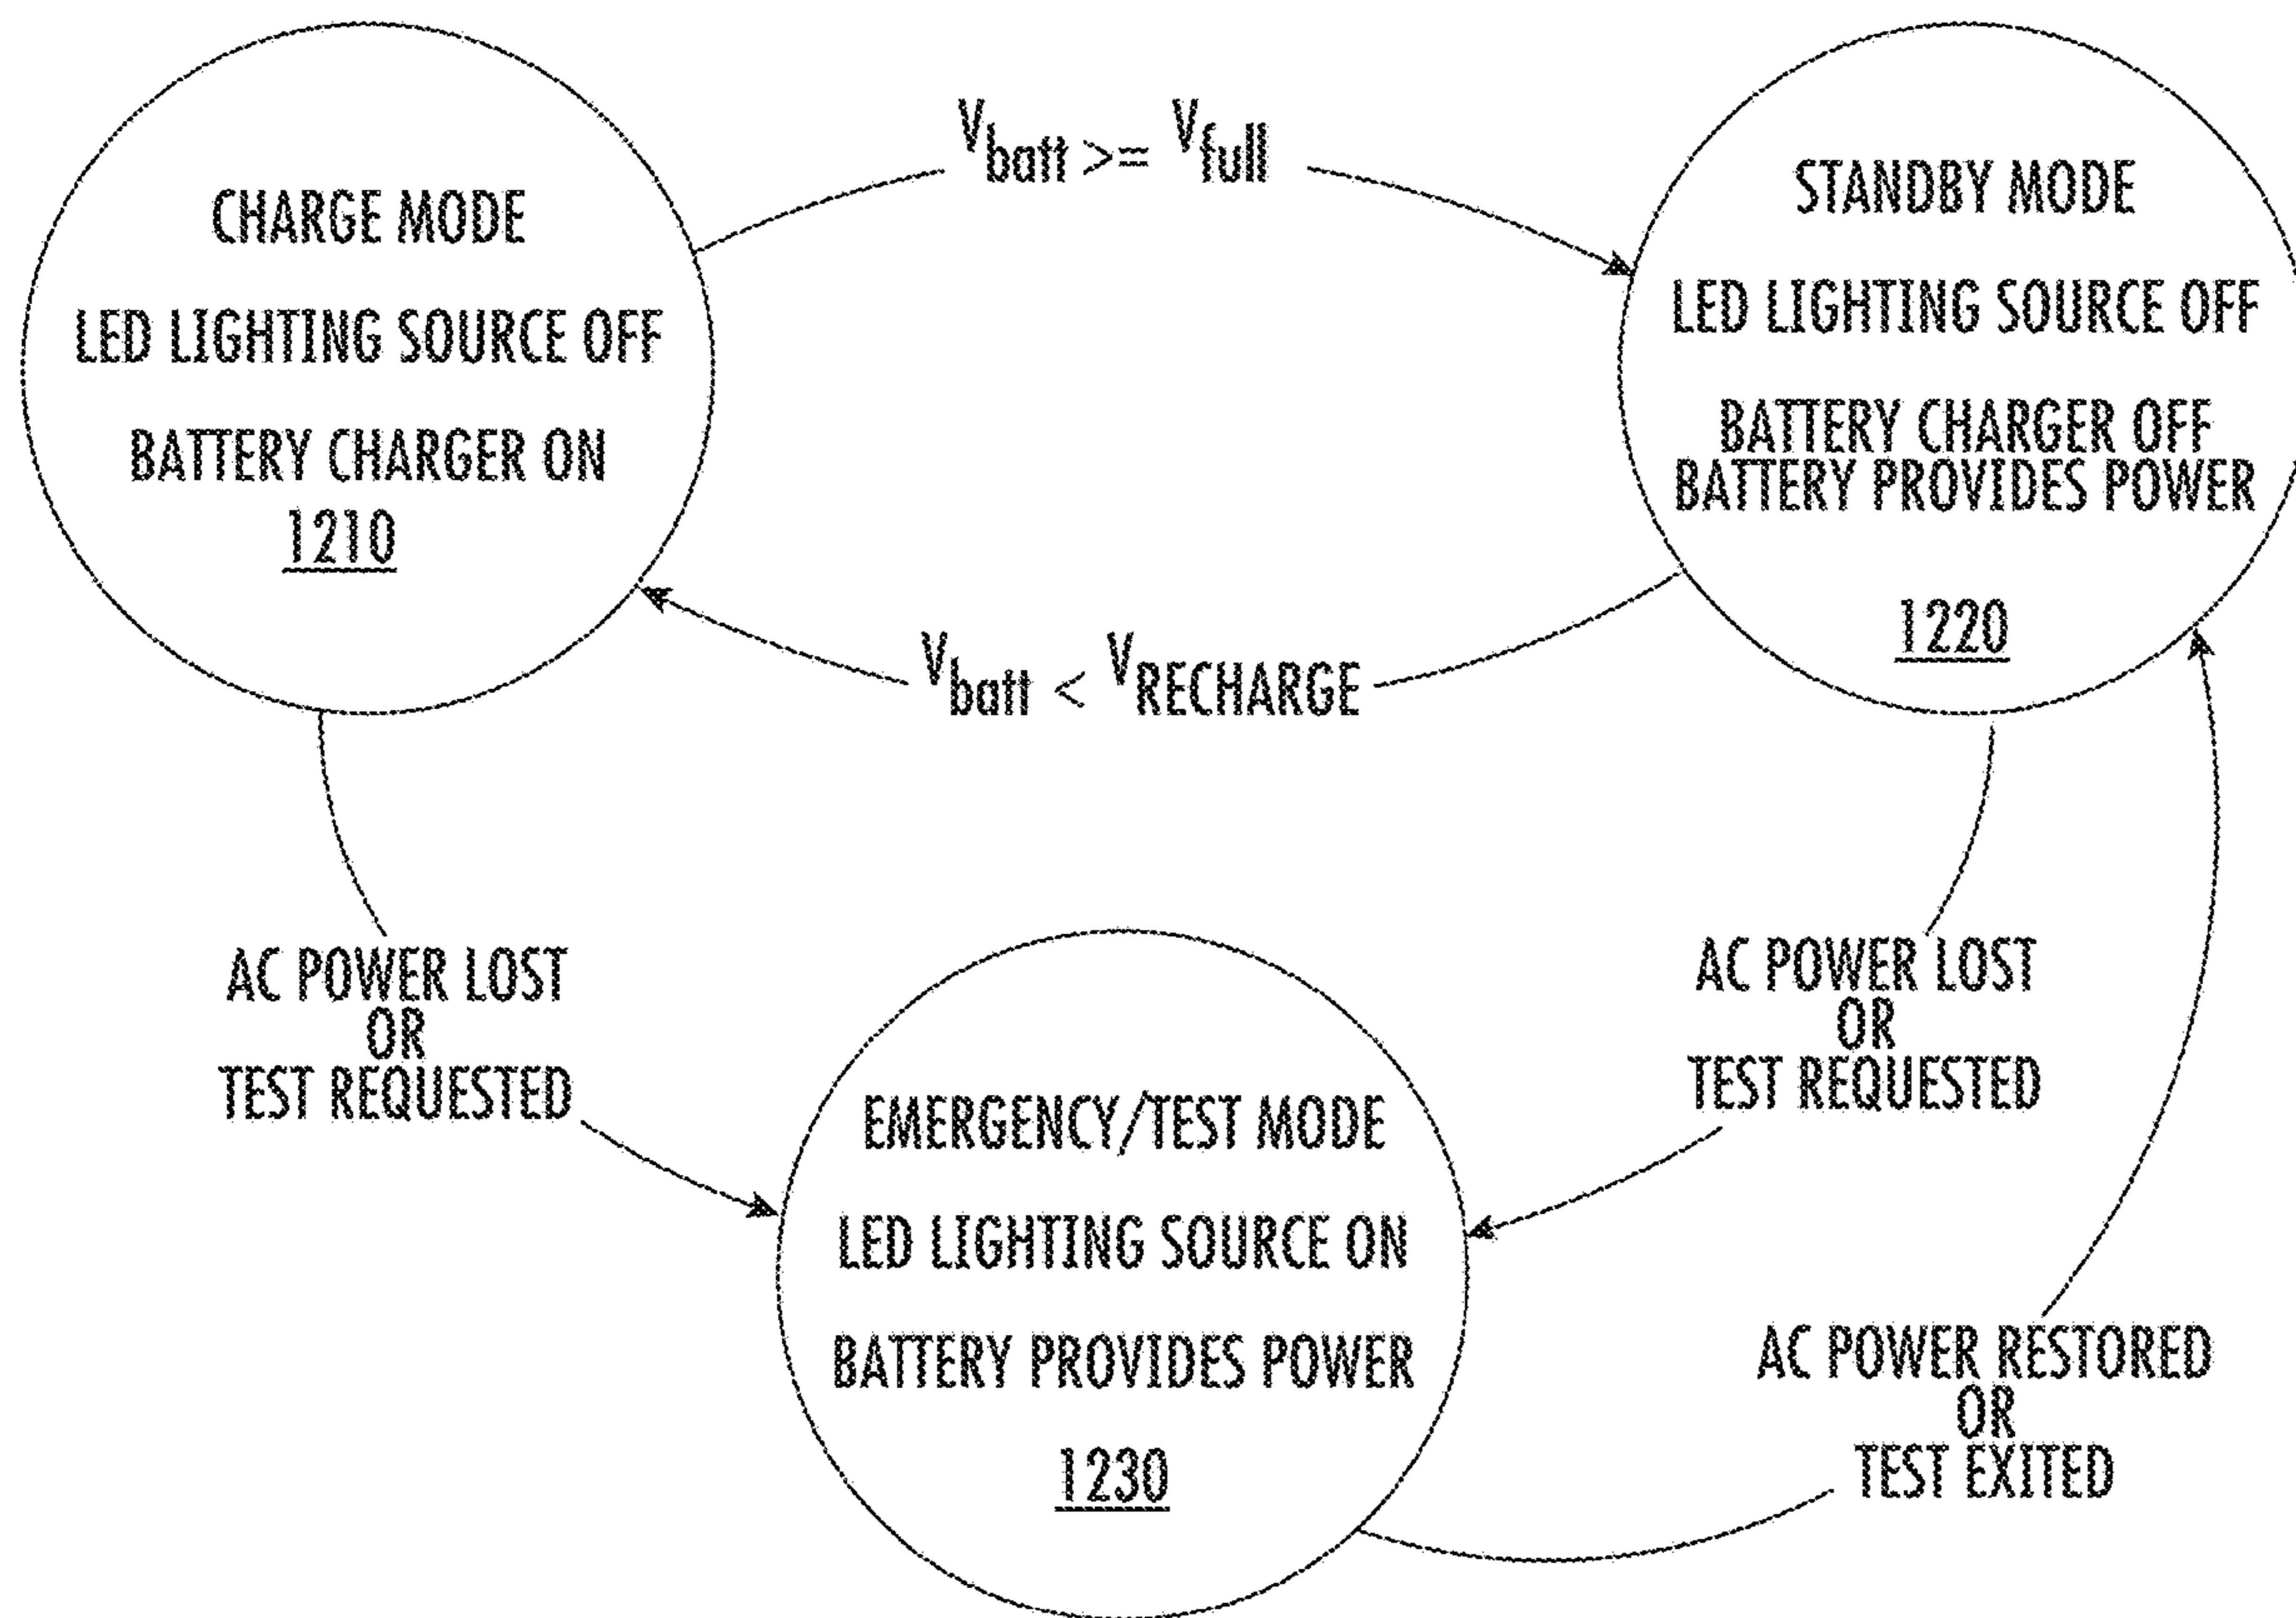 CHARGE MODE
LED LIGHTING SOURCE OFF
BATTERY CHARGER ON
1210
Vbatt >= Vfull
STANDBY MODE
LED LIGHTING SOURCE OFF
BATTERY CHARGER OFF
BATTERY PROVIDES POWER
1220
Vbatt < VRECHARGE
AC POWER LOST
OR
TEST REQUESTED
AC POWER LOST
OR
TEST REQUESTED
EMERGENCY/TEST MODE
LED LIGHTING SOURCE ON
BATTERY PROVIDES POWER
1230
AC POWER RESTORED
OR
TEST EXITED